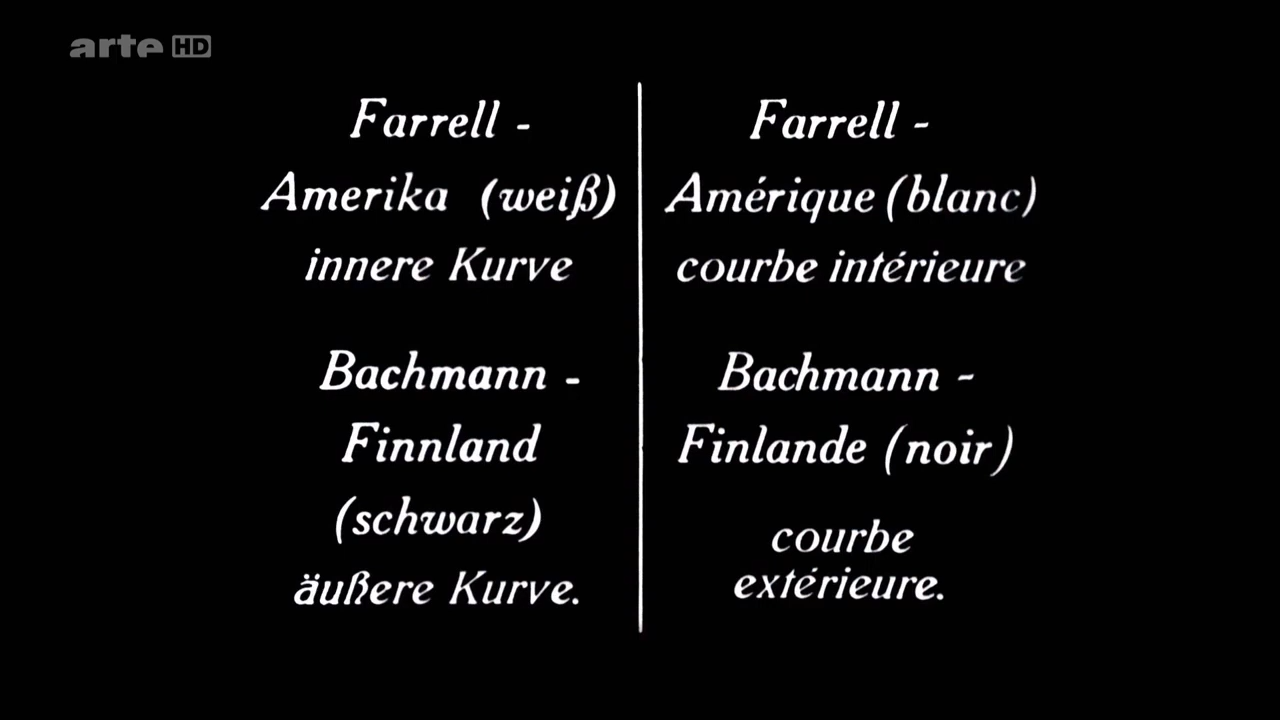 arte HD
Farrell -
Amerika (weiß)
innere Kurve
Bachmann -
Finnland
(schwarz)
äußere Kurve.
Farrell -
Amérique (blanc)
courbe intérieure
Bachmann -
Finlande (noir)
courbe
extérieure.